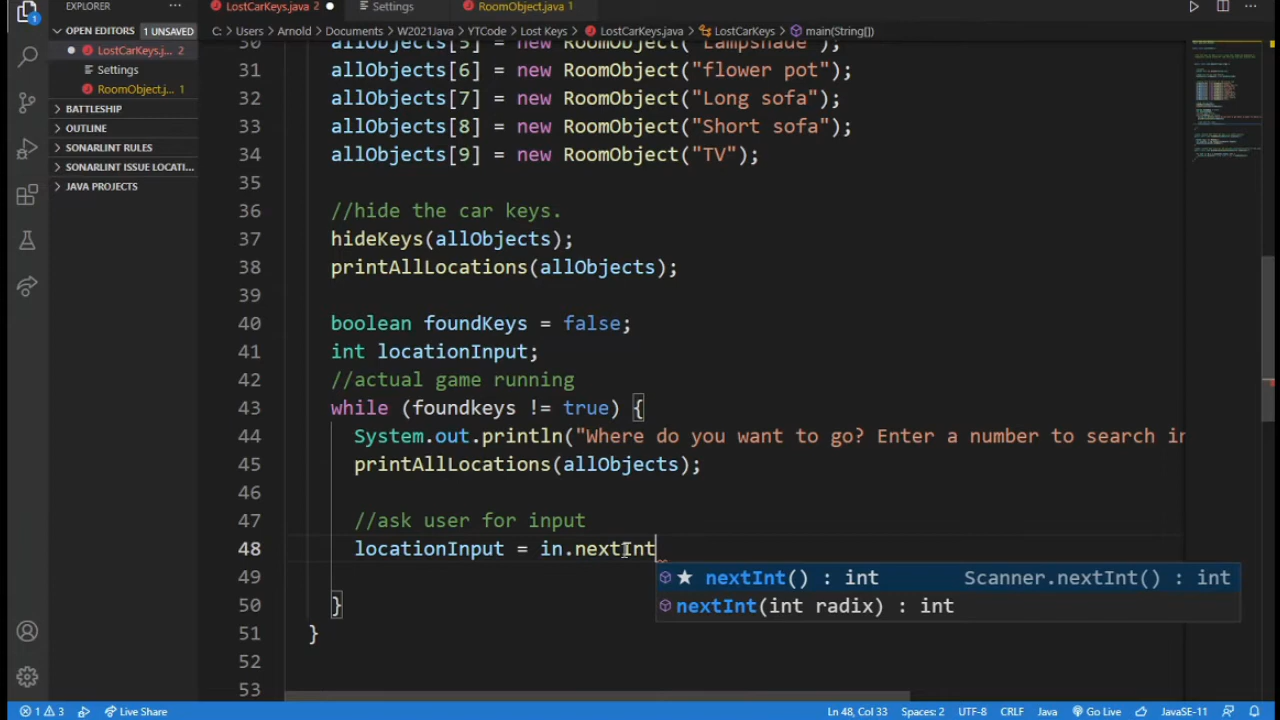 EXPLORER
LostCarKeys.java 2
Settings
RoomObject.java 1
OPEN EDITORS 1 UNSAVED
C: > Users > Arnold > Documents > W2021Java > YTCode > Lost Keys > LostCarKeys.java > LostCarKeys > main(String[])
LostCarKeys.j... 2
Settings
RoomObject.j... 1
BATTLESHIP
OUTLINE
SONARLINT RULES
SONARLINT ISSUE LOCATI...
JAVA PROJECTS
1
30 allObjects[5] = new RoomObject("Lampshade");
31 allObjects[6] = new RoomObject("flower pot");
32 allObjects[7] = new RoomObject("Long sofa");
33 allObjects[8] = new RoomObject("Short sofa");
34 allObjects[9] = new RoomObject("TV");
35
36 //hide the car keys.
37 hideKeys(allObjects);
38 printAllLocations(allObjects);
39
40 boolean foundKeys = false;
41 int locationInput;
42 //actual game running
43 while (foundkeys != true) {
44 System.out.println("Where do you want to go? Enter a number to search in
45 printAllLocations(allObjects);
46
47 //ask user for input
48 locationInput = in.nextInt
49
50 }
51 }
52
53
nextInt() : int Scanner.nextInt() : int
nextInt(int radix) : int
1 3 Live Share Ln 48, Col 33 Spaces: 2 UTF-8 CRLF Java Go Live JavaSE-11